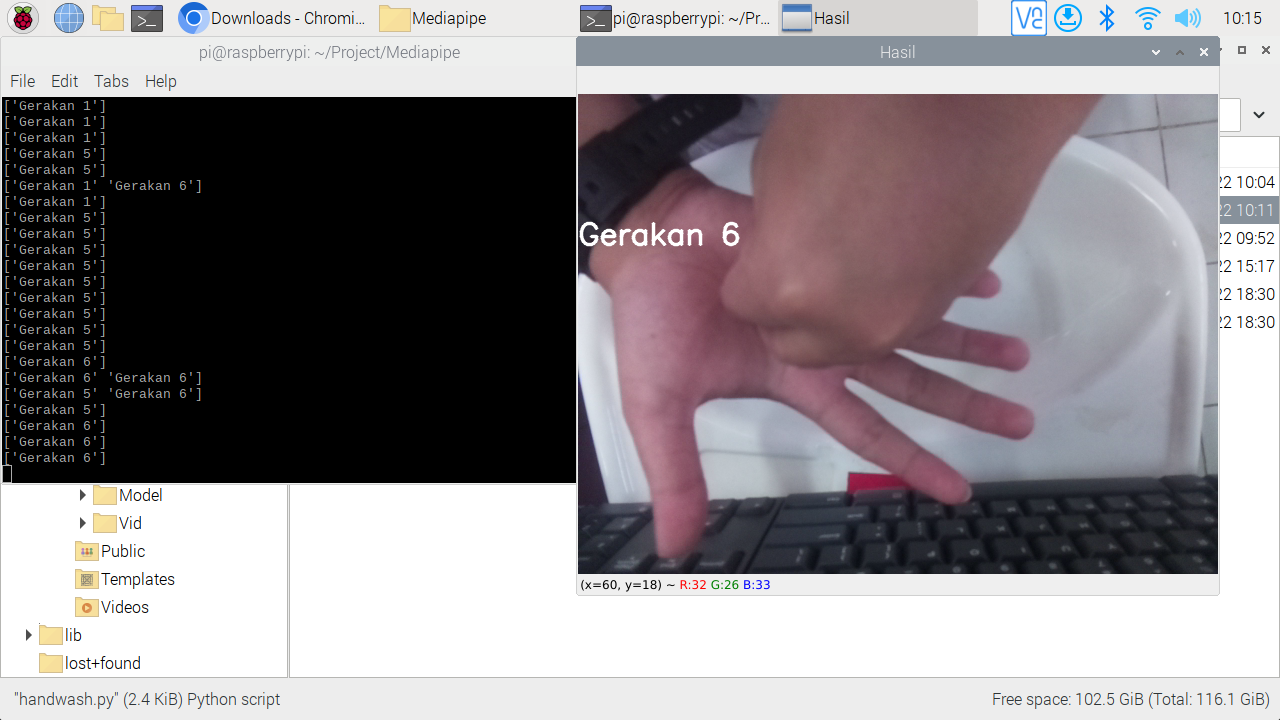 Downloads - Chromi...
Mediapipe
pi@raspberrypi: ~/Pr...
Hasil
10:15
pi@raspberrypi: ~/Project/Mediapipe
File Edit Tabs Help
['Gerakan 1']
['Gerakan 1']
['Gerakan 1']
['Gerakan 5']
['Gerakan 5']
['Gerakan 1' 'Gerakan 6']
['Gerakan 1']
['Gerakan 5']
['Gerakan 5']
['Gerakan 5']
['Gerakan 5']
['Gerakan 5']
['Gerakan 5']
['Gerakan 5']
['Gerakan 5']
['Gerakan 5']
['Gerakan 6']
['Gerakan 6' 'Gerakan 6']
['Gerakan 5' 'Gerakan 6']
['Gerakan 5']
['Gerakan 6']
['Gerakan 6']
['Gerakan 6']
Hasil
Gerakan 6
(x=60, y=18) ~ R:32 G:26 B:33
22 10:04
22 10:11
22 09:52
22 15:17
22 18:30
22 18:30
Model
Vid
Public
Templates
Videos
lib
lost+found
"handwash.py" (2.4 KiB) Python script
Free space: 102.5 GiB (Total: 116.1 GiB)